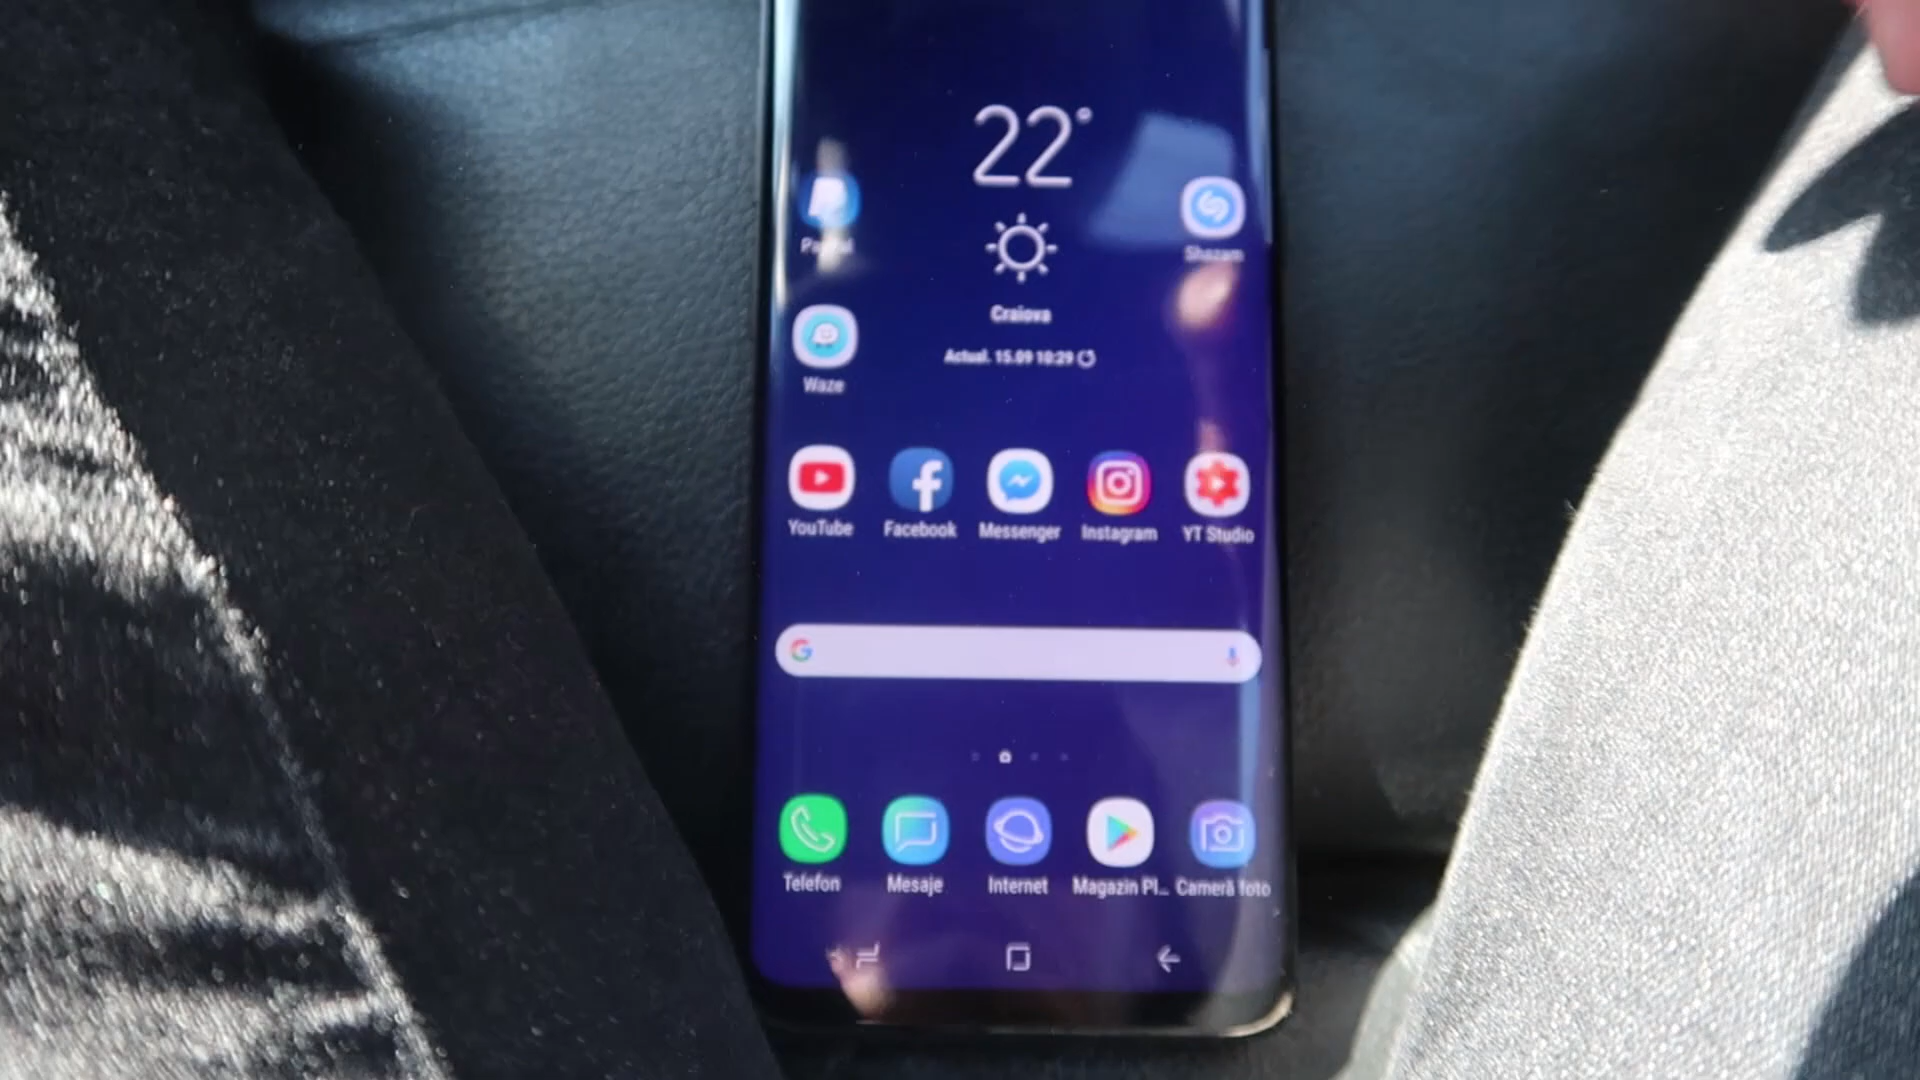 22°
PayPal
Shazam
Craiova
Actual. 15.09 10:29
Waze
YouTube Facebook Messenger Instagram YT Studio
G
Telefon Mesaje Internet Magazin Pl... Cameră foto